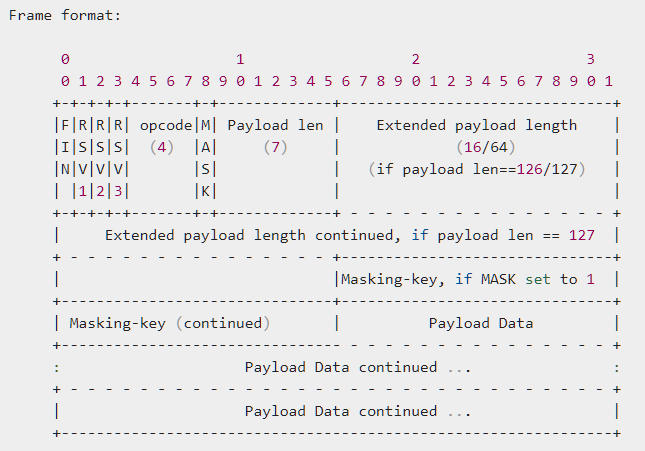 Frame format:

      0                   1                   2                   3
      0 1 2 3 4 5 6 7 8 9 0 1 2 3 4 5 6 7 8 9 0 1 2 3 4 5 6 7 8 9 0 1
     +-+-+-+-+-------+-+-------------+-------------------------------+
     |F|R|R|R| opcode|M| Payload len |    Extended payload length    |
     |I|S|S|S|  (4)  |A|     (7)     |             (16/64)           |
     |N|V|V|V|       |S|             |   (if payload len==126/127)   |
     | |1|2|3|       |K|             |                               |
     +-+-+-+-+-------+-+-------------+ - - - - - - - - - - - - - - - +
     |     Extended payload length continued, if payload len == 127  |
     + - - - - - - - - - - - - - - - +-------------------------------+
     |                               |Masking-key, if MASK set to 1  |
     +-------------------------------+-------------------------------+
     | Masking-key (continued)       |          Payload Data         |
     +-------------------------------- - - - - - - - - - - - - - - - +
     :                     Payload Data continued ...                :
     + - - - - - - - - - - - - - - - - - - - - - - - - - - - - - - - +
     |                     Payload Data continued ...                |
     +---------------------------------------------------------------+